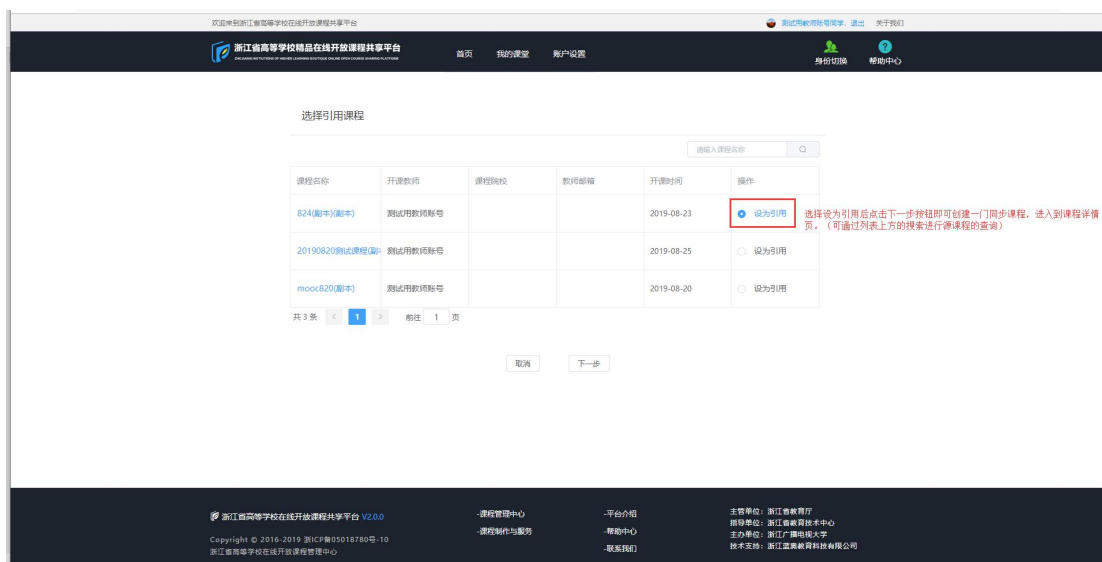 欢迎来到浙江省高等学校在线开放课程共享平台
测试用教师账号同学，退出 关于我们
浙江省高等学校精品在线开放课程共享平台
首页 我的课堂 账户设置
身份切换 帮助中心
选择引用课程
请输入课程名称
课程名称 开课教师 课程院校 教师邮箱 开课时间 操作
824(副本)(副本) 测试用教师账号 2019-08-23 设为引用
选择设为引用后点击下一步按钮即可创建一门同步课程，进入到课程详情
页。（可通过列表上方的搜索进行源课程的查询）
20190820测试课程(副 测试用教师账号 2019-08-25 设为引用
mooc820(副本) 测试用教师账号 2019-08-20 设为引用
共 3 条 < 1 > 前往 1 页
取消 下一步
浙江省高等学校在线开放课程共享平台 V2.0.0
Copyright © 2016-2019 浙ICP备05018780号-10
浙江省高等学校在线开放课程管理中心
-课程管理中心
-课程制作与服务
-平台介绍
-帮助中心
-联系我们
主管单位：浙江省教育厅
指导单位：浙江省教育技术中心
主办单位：浙江广播电视大学
技术支持：浙江蓝奥教育科技有限公司